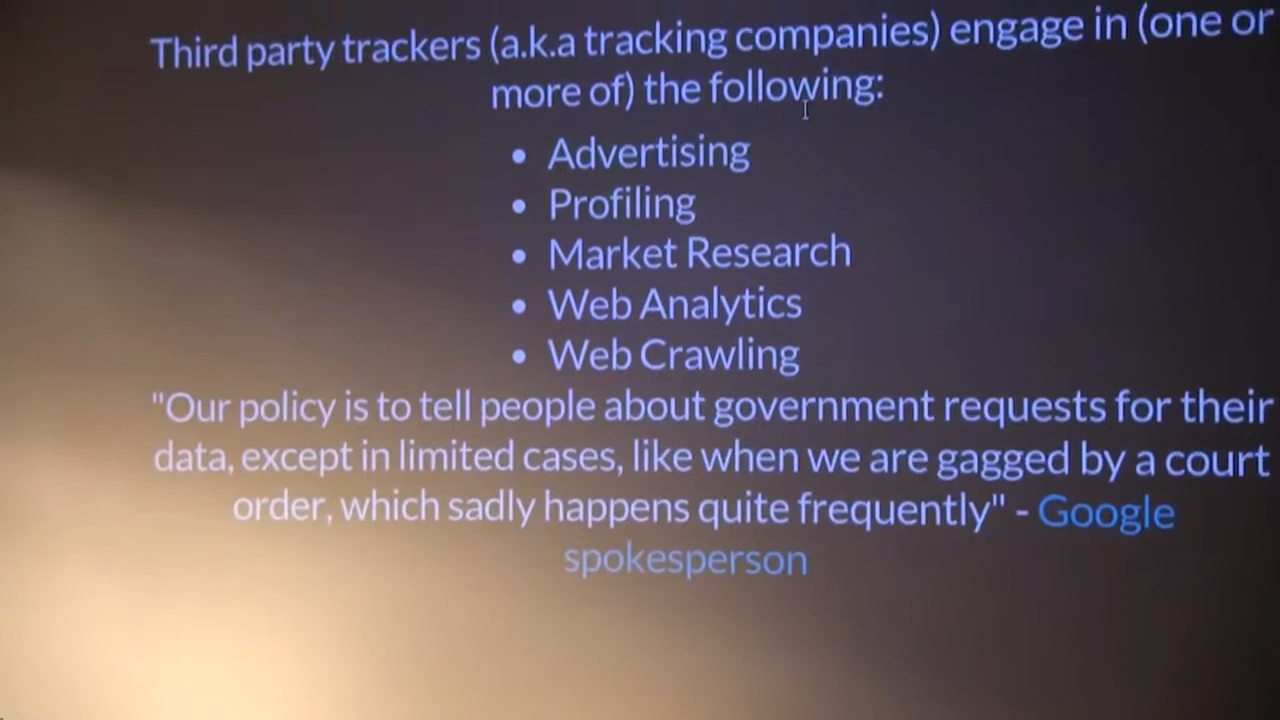 Third party trackers (a.k.a tracking companies) engage in (one or
more of) the following:
• Advertising
• Profiling
• Market Research
• Web Analytics
• Web Crawling
"Our policy is to tell people about government requests for their
data, except in limited cases, like when we are gagged by a court
order, which sadly happens quite frequently" - Google
spokesperson